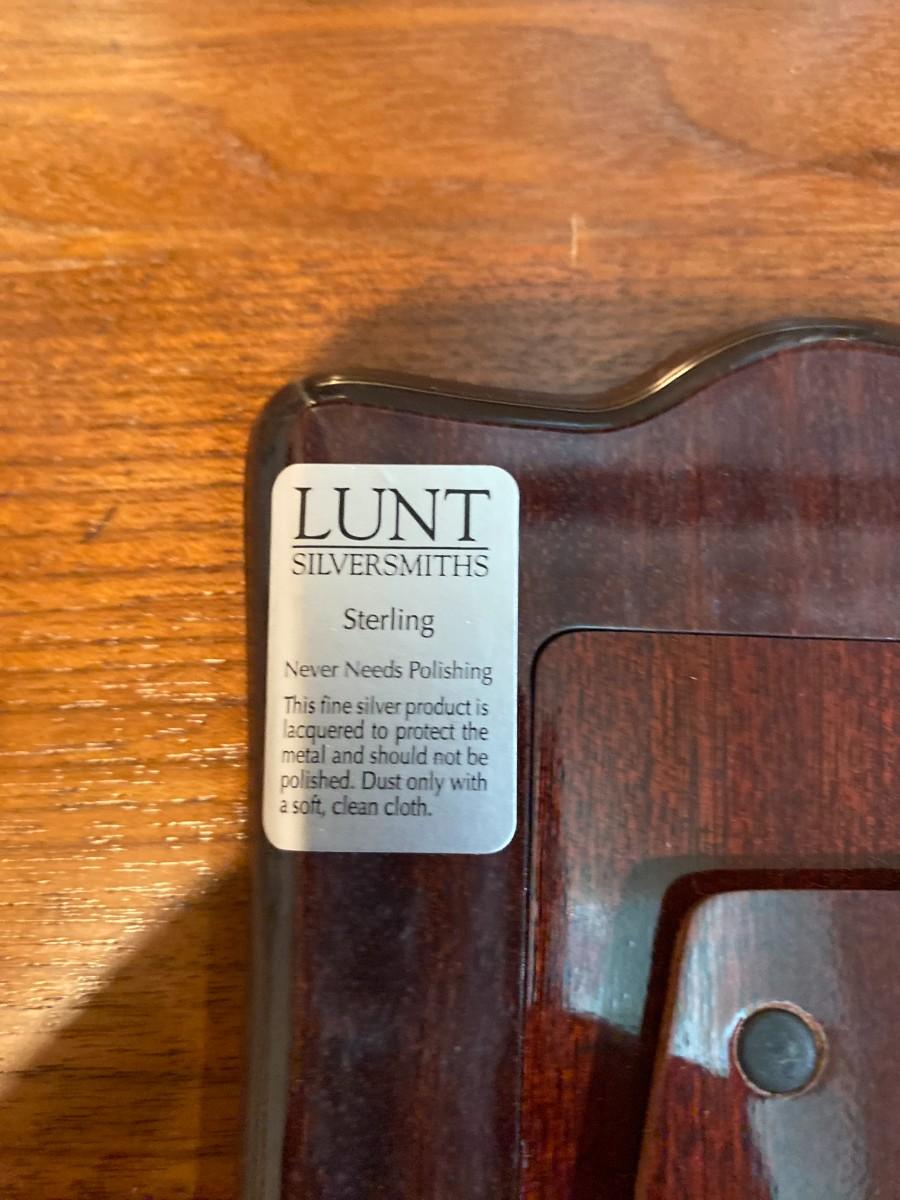 LUNT
SILVERSMITHS
Sterling
Never Needs Polishing
This fine silver product is
lacquered to protect the
metal and should not be
polished. Dust only with
a soft, clean cloth.